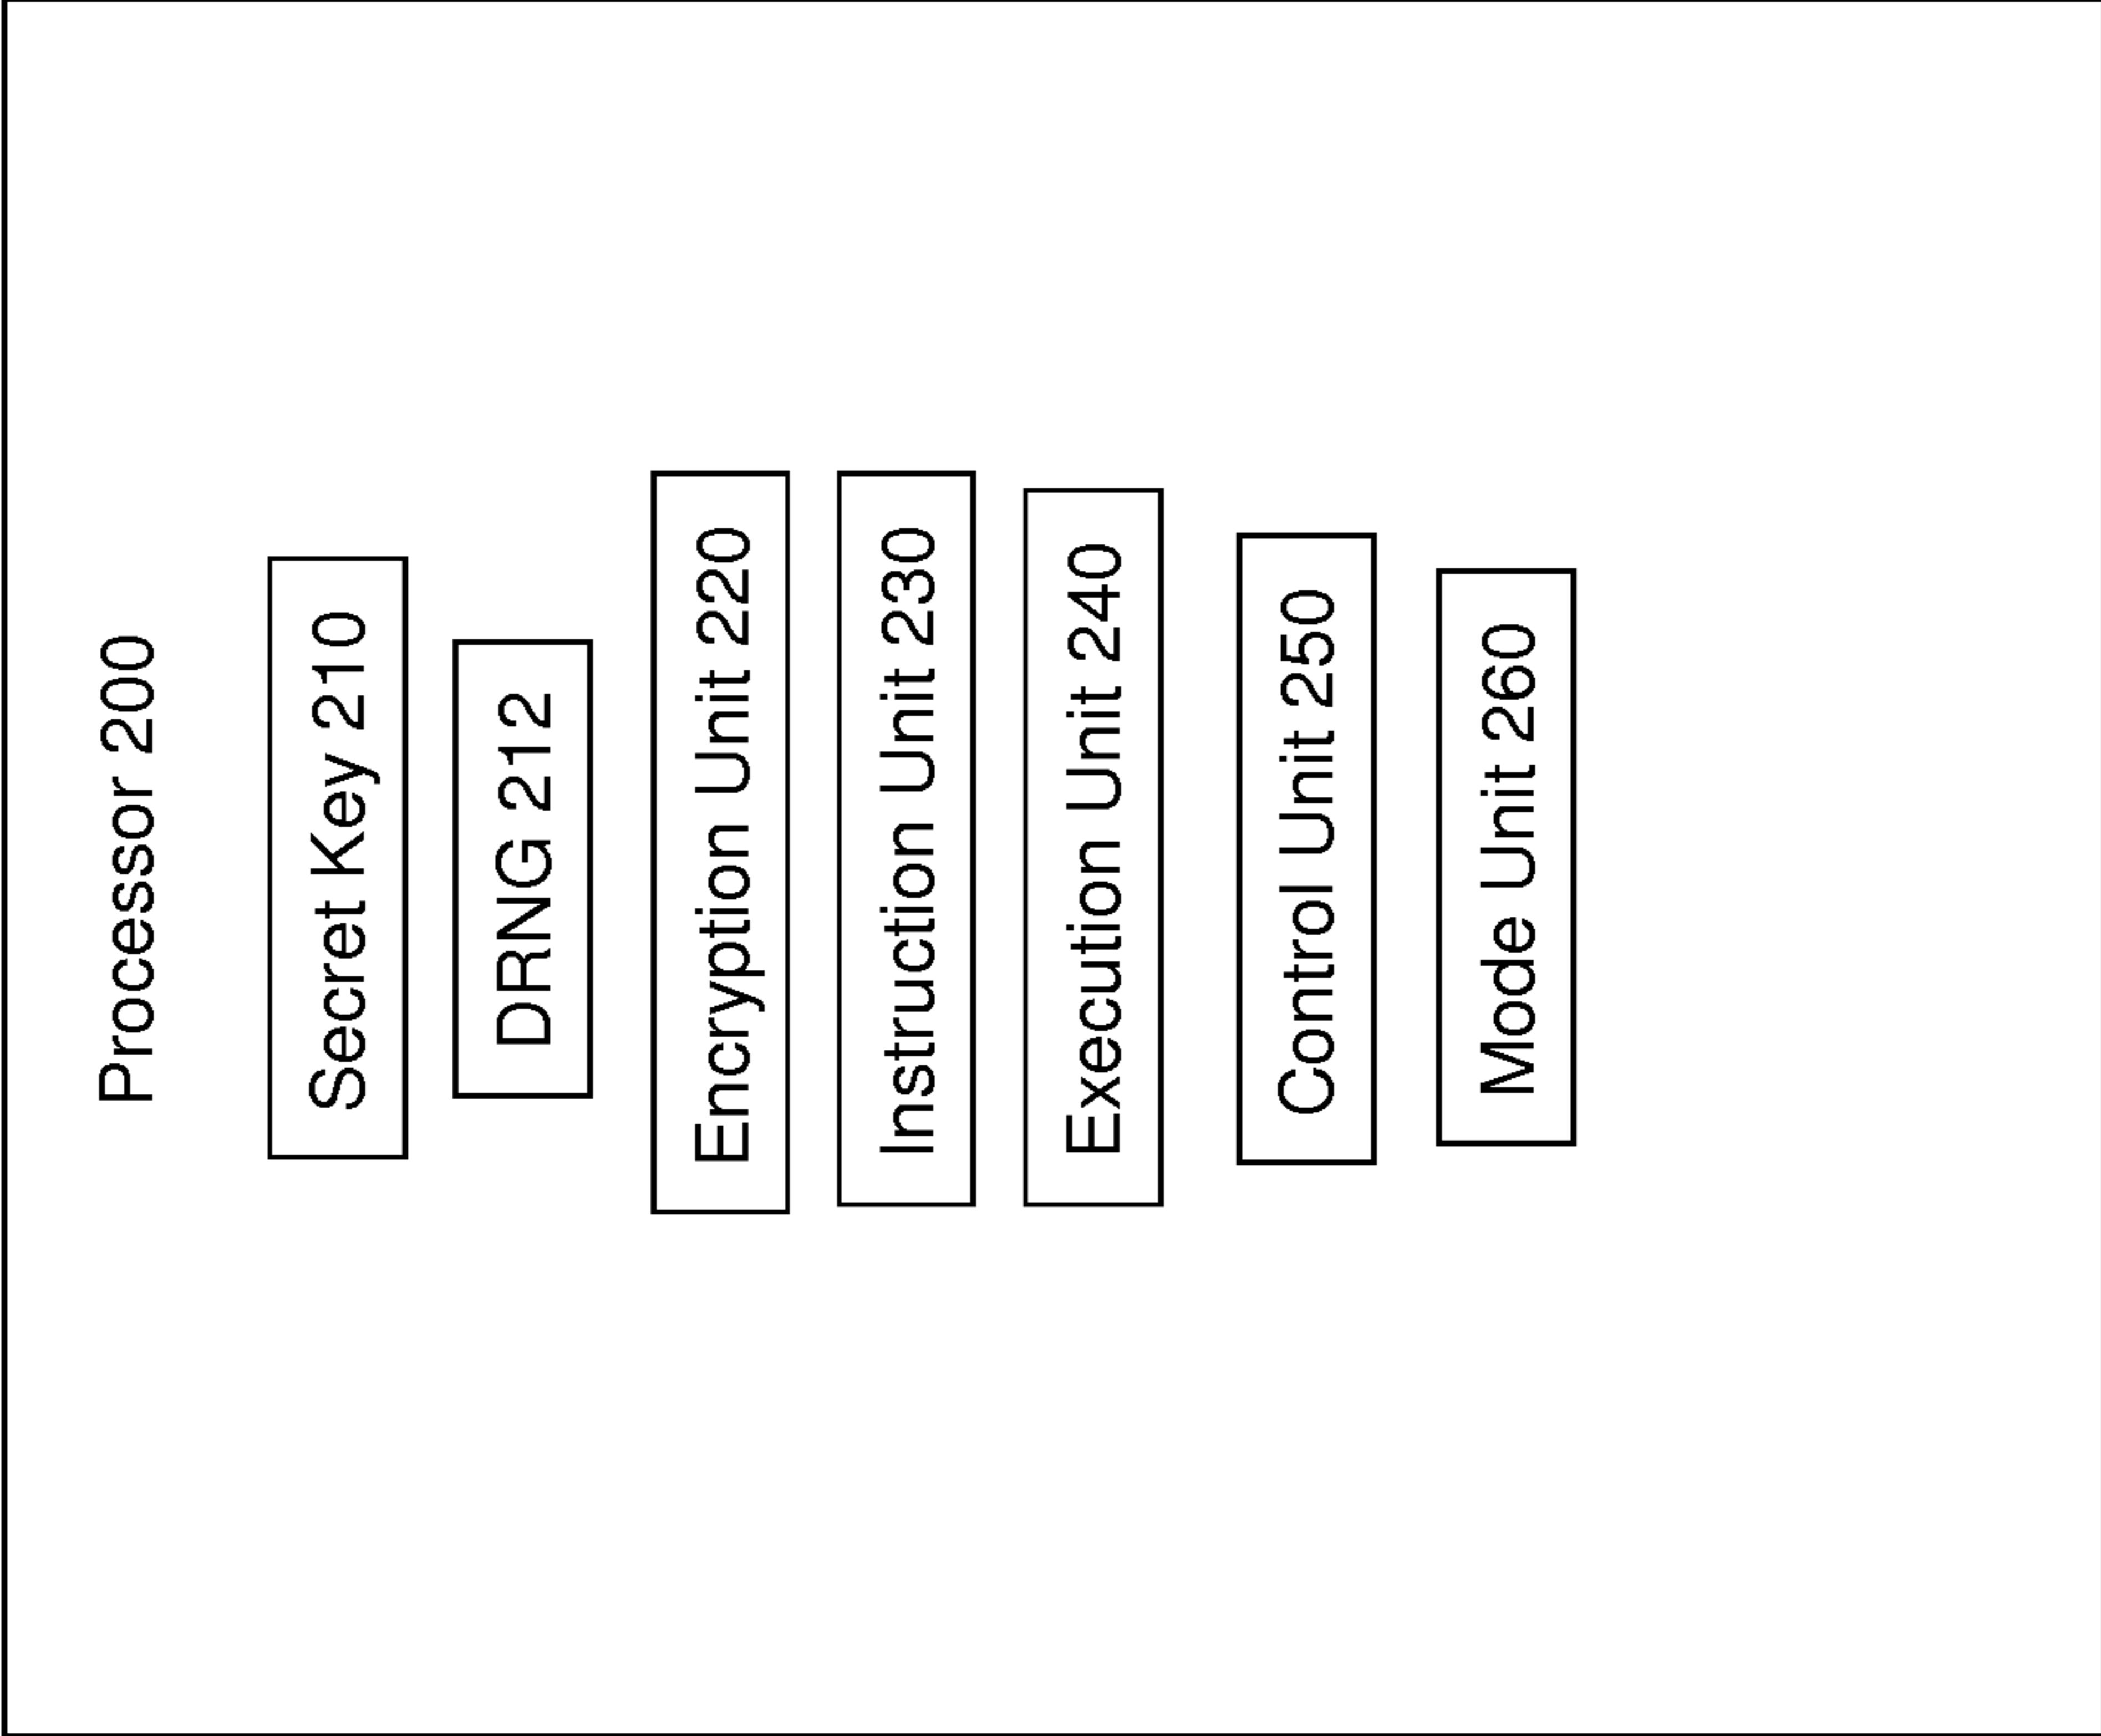 Processor 200
Secret Key 210
DRNG 212
Encryption Unit 220
Instruction Unit 230
Execution Unit 240
Control Unit 250
Mode Unit 260